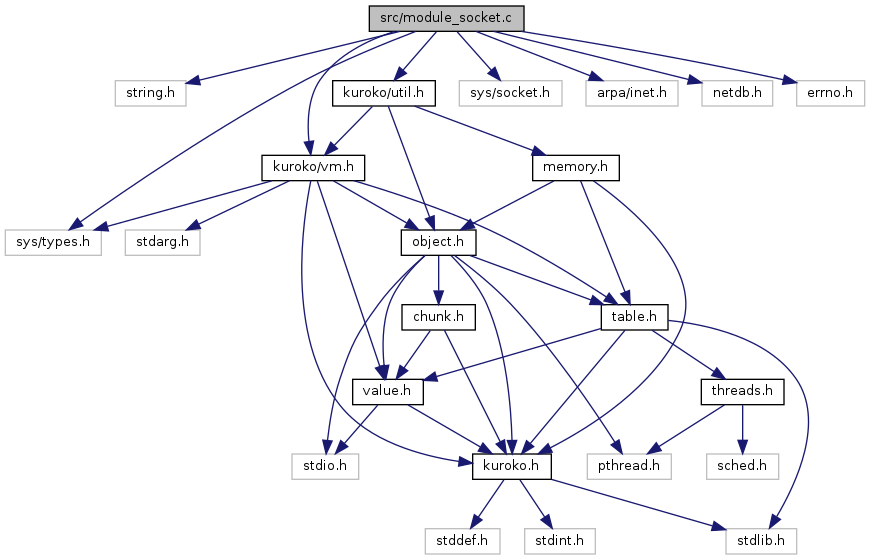 src/module_socket.c
string.h
kuroko/util.h
sys/socket.h
arpa/inet.h
netdb.h
errno.h
kuroko/vm.h
memory.h
sys/types.h
stdarg.h
object.h
chunk.h
table.h
value.h
threads.h
stdio.h
kuroko.h
pthread.h
sched.h
stddef.h
stdint.h
stdlib.h